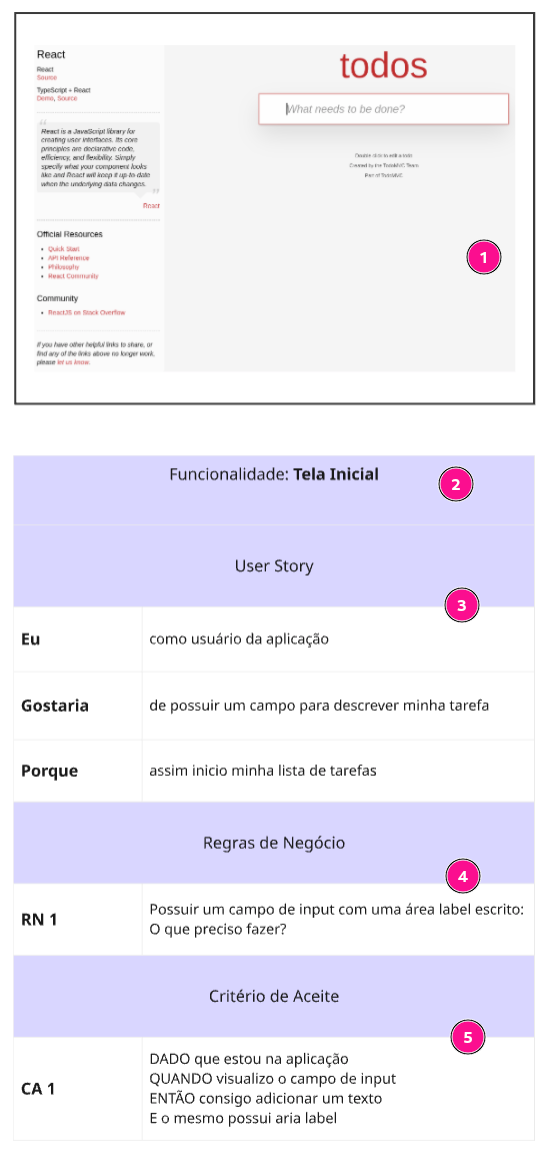 React
React
Source
TypeScript + React
Demo, Source
"
React is a JavaScript library for
creating user interfaces. Its core
principles are declarative code,
efficiency, and flexibility. Simply
specify what your component looks
like and React will keep it up-to-date
when the underlying data changes.
"
React
Official Resources
• Quick Start
• API Reference
• Philosophy
• React Community
Community
• ReactJS on Stack Overflow
If you have other helpful links to share, or
find any of the links above no longer work,
please let us know.
todos
What needs to be done?
Double-click to edit a todo
Created by the TodoMVC Team
Part of TodoMVC
1
Funcionalidade: Tela Inicial
2
User Story
3
Eu como usuário da aplicação
Gostaria de possuir um campo para descrever minha tarefa
Porque assim inicio minha lista de tarefas
Regras de Negócio
4
RN 1 Possuir um campo de input com uma área label escrito:
O que preciso fazer?
Critério de Aceite
5
CA 1 DADO que estou na aplicação
QUANDO visualizo o campo de input
ENTÃO consigo adicionar um texto
E o mesmo possui aria label